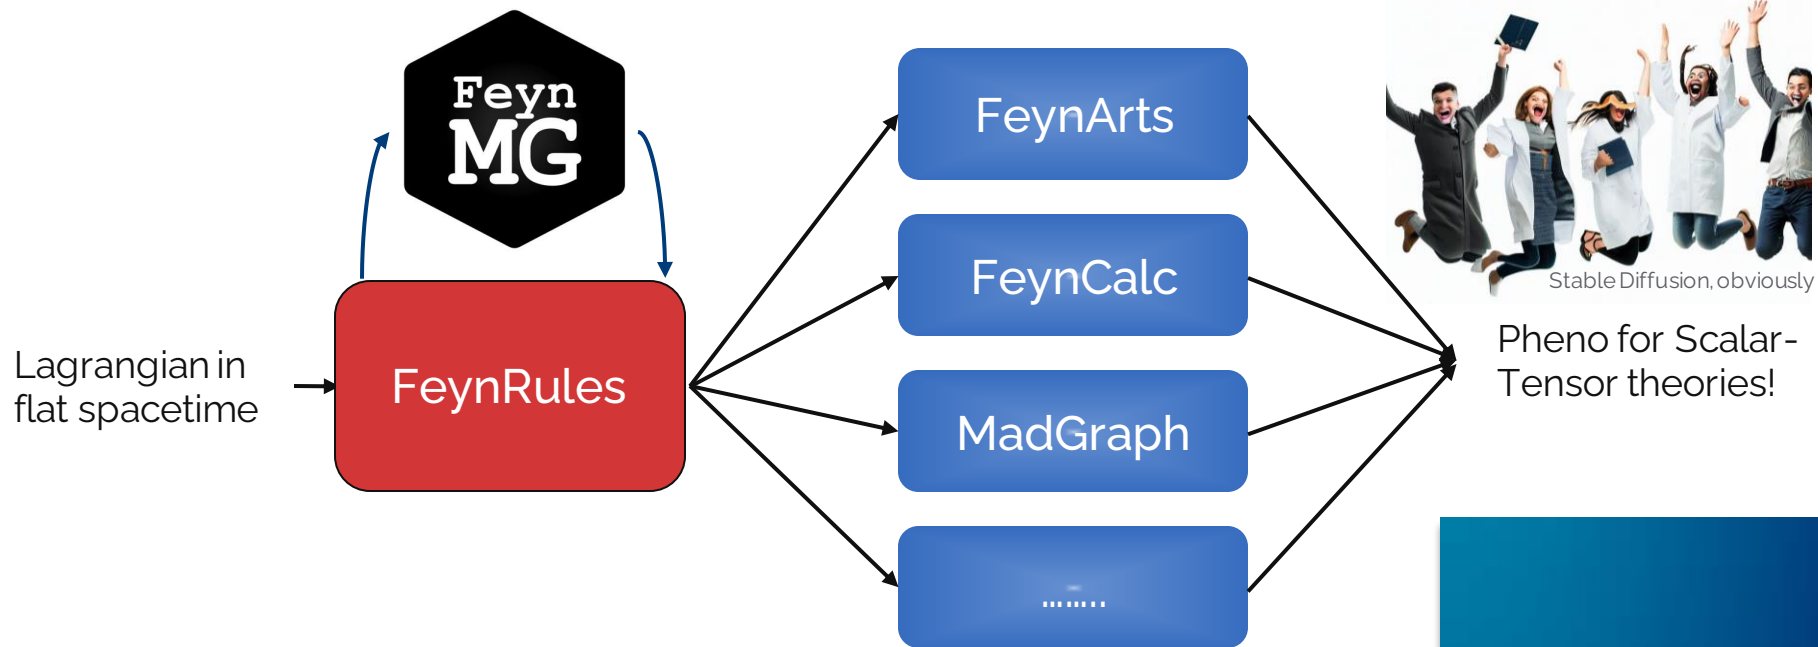 Feyn
MG
Lagrangian in
flat spacetime
FeynRules
FeynArts
FeynCalc
MadGraph
........
Stable Diffusion, obviously
Pheno for Scalar-
Tensor theories!